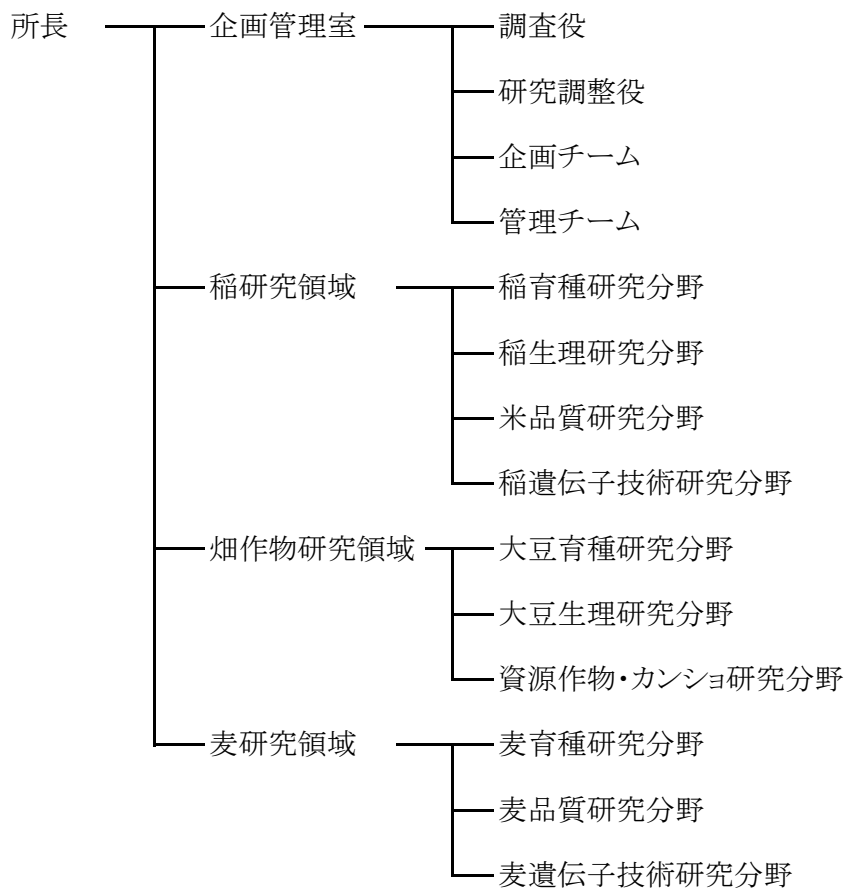 所長 企画管理室 調査役
研究調整役
企画チーム
管理チーム
稲研究領域 稲育種研究分野
稲生理研究分野
米品質研究分野
稲遺伝子技術研究分野
畑作物研究領域 大豆育種研究分野
大豆生理研究分野
資源作物・カンショ研究分野
麦研究領域 麦育種研究分野
麦品質研究分野
麦遺伝子技術研究分野